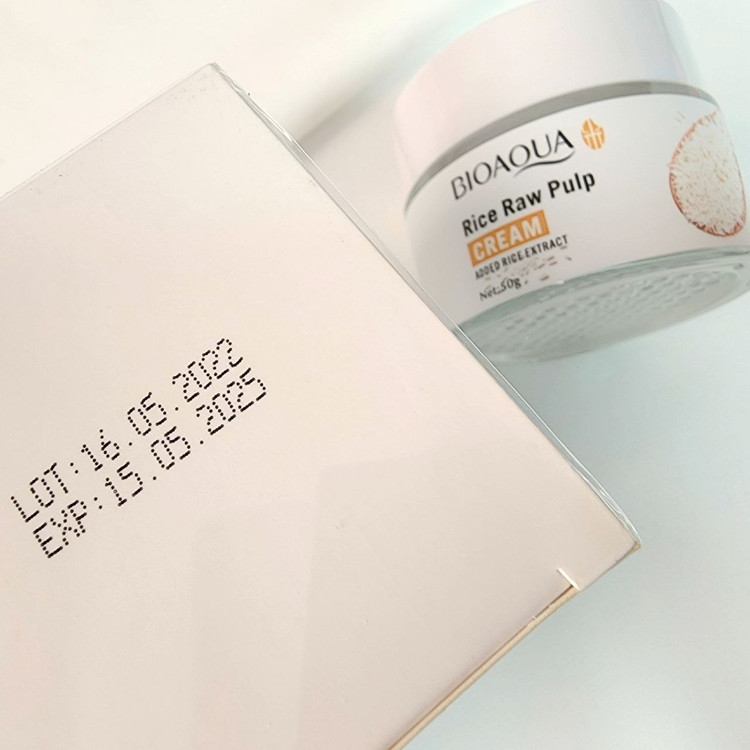 LOT:16.05.2022
EXP:15.05.2025
BIOAQUA
Rice Raw Pulp
CREAM
ADDED RICE EXTRACT
Net:50g